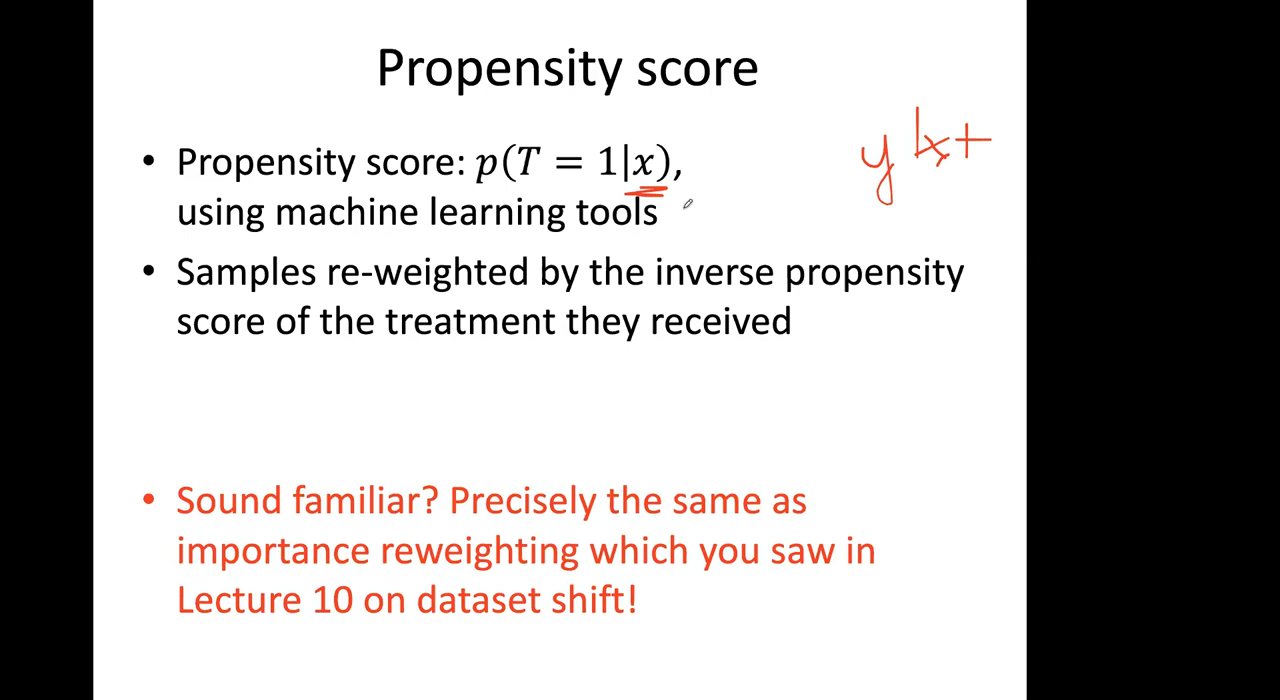 Propensity score
• Propensity score: p(T = 1|x),
using machine learning tools
y|x t
• Samples re-weighted by the inverse propensity
score of the treatment they received
• Sound familiar? Precisely the same as
importance reweighting which you saw in
Lecture 10 on dataset shift!